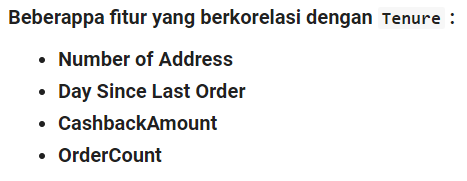 Beberappa fitur yang berkorelasi dengan Tenure :
• Number of Address
• Day Since Last Order
• CashbackAmount
• OrderCount